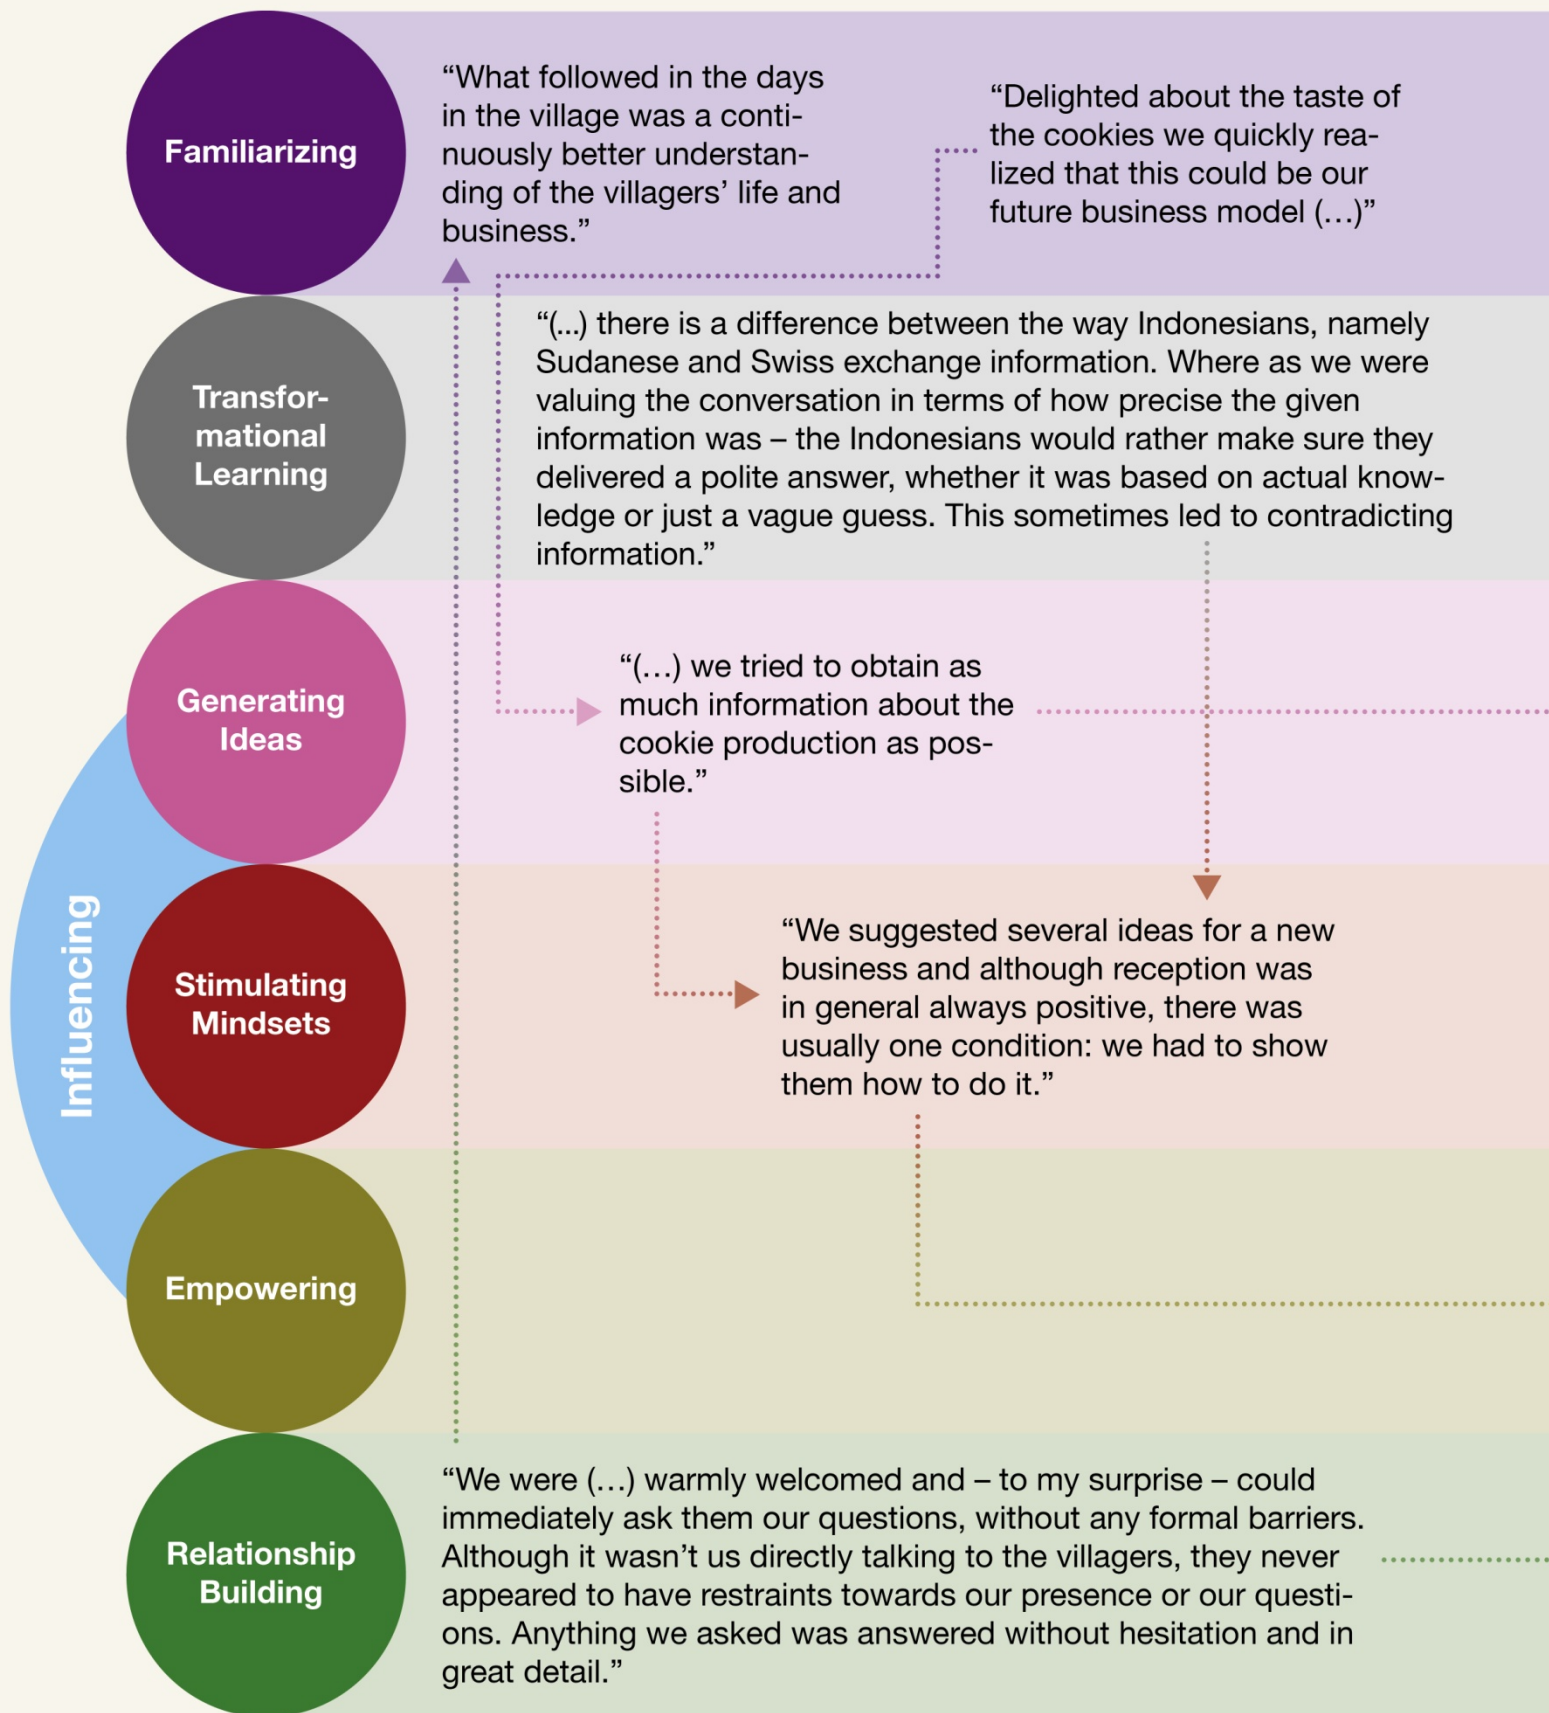 Familiarizing
“What followed in the days
in the village was a conti-
nuously better understan-
ding of the villagers’ life and
business.”
“Delighted about the taste of
the cookies we quickly rea-
lized that this could be our
future business model (…)”
Transfor-
mational
Learning
“(...) there is a difference between the way Indonesians, namely
Sudanese and Swiss exchange information. Where as we were
valuing the conversation in terms of how precise the given
information was – the Indonesians would rather make sure they
delivered a polite answer, whether it was based on actual know-
ledge or just a vague guess. This sometimes led to contradicting
information.”
Generating
Ideas
“(…) we tried to obtain as
much information about the
cookie production as pos-
sible.”
Influencing
Stimulating
Mindsets
“We suggested several ideas for a new
business and although reception was
in general always positive, there was
usually one condition: we had to show
them how to do it.”
Empowering
Relationship
Building
“We were (…) warmly welcomed and – to my surprise – could
immediately ask them our questions, without any formal barriers.
Although it wasn’t us directly talking to the villagers, they never
appeared to have restraints towards our presence or our questi-
ons. Anything we asked was answered without hesitation and in
great detail.”